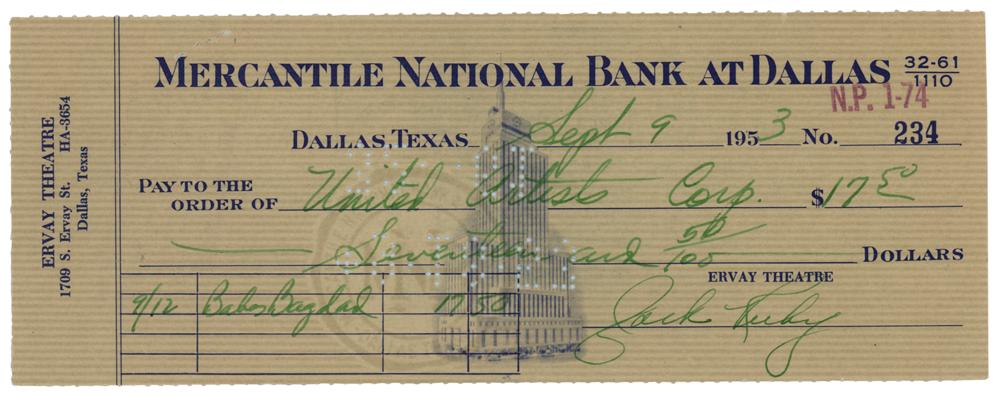 ERVAY THEATRE
1709 S. Ervay St. HA-3654
Dallas, Texas
MERCANTILE NATIONAL BANK AT DALLAS 32-61/1110
N.P. 1-74
DALLAS, TEXAS Sept 9 1953 No. 234
PAY TO THE ORDER OF United Artists Corp. $17 50
Seventeen and 50/100 DOLLARS
ERVAY THEATRE
9/12 Babes Bagdad 17.50
Jack Ruby